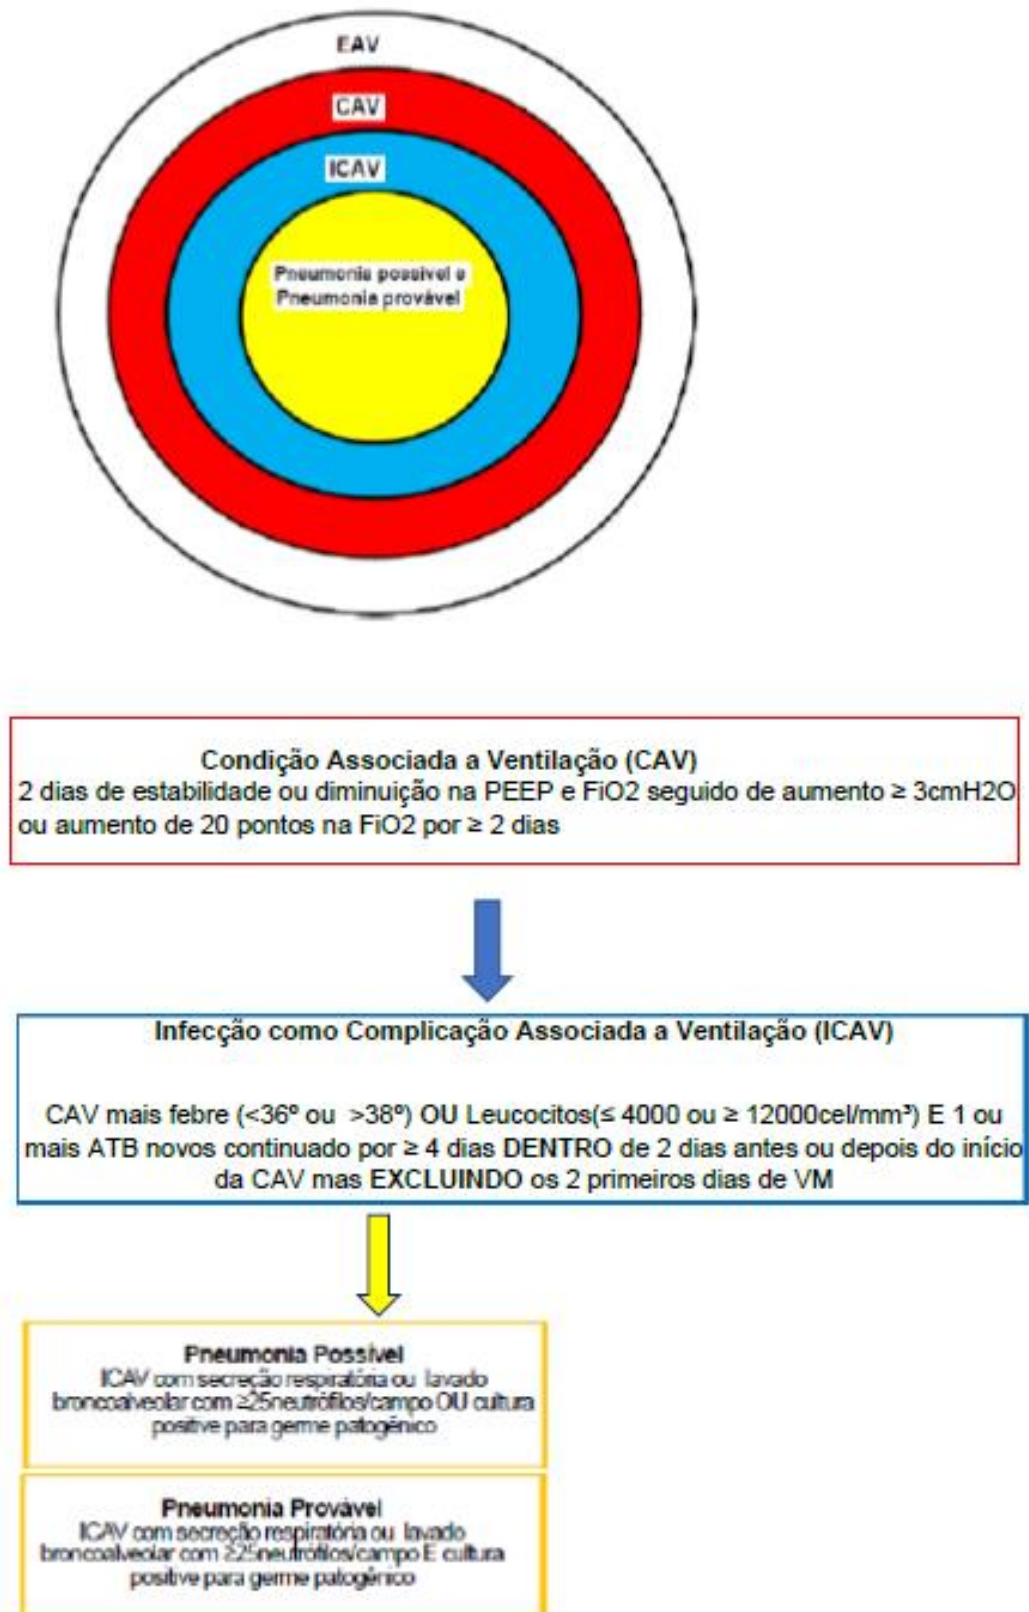 EAV
CAV
ICAV
Pneumonia possível e
Pneumonia provável
Condição Associada a Ventilação (CAV)
2 dias de estabilidade ou diminuição na PEEP e FiO2 seguido de aumento ≥ 3cmH2O
ou aumento de 20 pontos na FiO2 por ≥ 2 dias
Infecção como Complicação Associada a Ventilação (ICAV)
CAV mais febre (<36º ou >38º) OU Leucocitos(≤ 4000 ou ≥ 12000cel/mm³) E 1 ou
mais ATB novos continuado por ≥ 4 dias DENTRO de 2 dias antes ou depois do início
da CAV mas EXCLUINDO os 2 primeiros dias de VM
Pneumonia Possível
ICAV com secreção respiratória ou lavado
broncoalveolar com ≥25neutrófilos/campo OU cultura
positive para germe patogênico
Pneumonia Provável
ICAV com secreção respiratória ou lavado
broncoalveolar com ≥25neutrófilos/campo E cultura
positive para germe patogênico